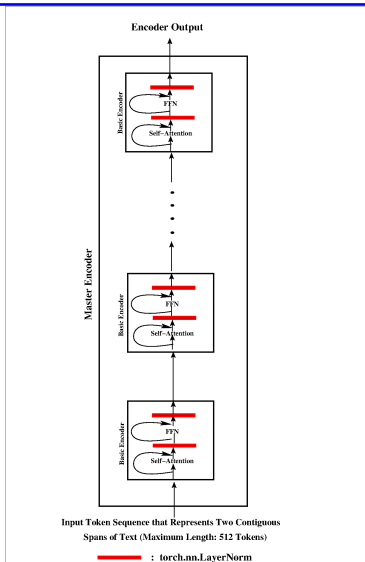 Encoder Output
Basic Encoder
FFN
Self-Attention
Master Encoder
Basic Encoder
FFN
Self-Attention
Basic Encoder
FFN
Self-Attention
Input Token Sequence that Represents Two Contiguous
Spans of Text (Maximum Length: 512 Tokens)
: torch.nn.LayerNorm